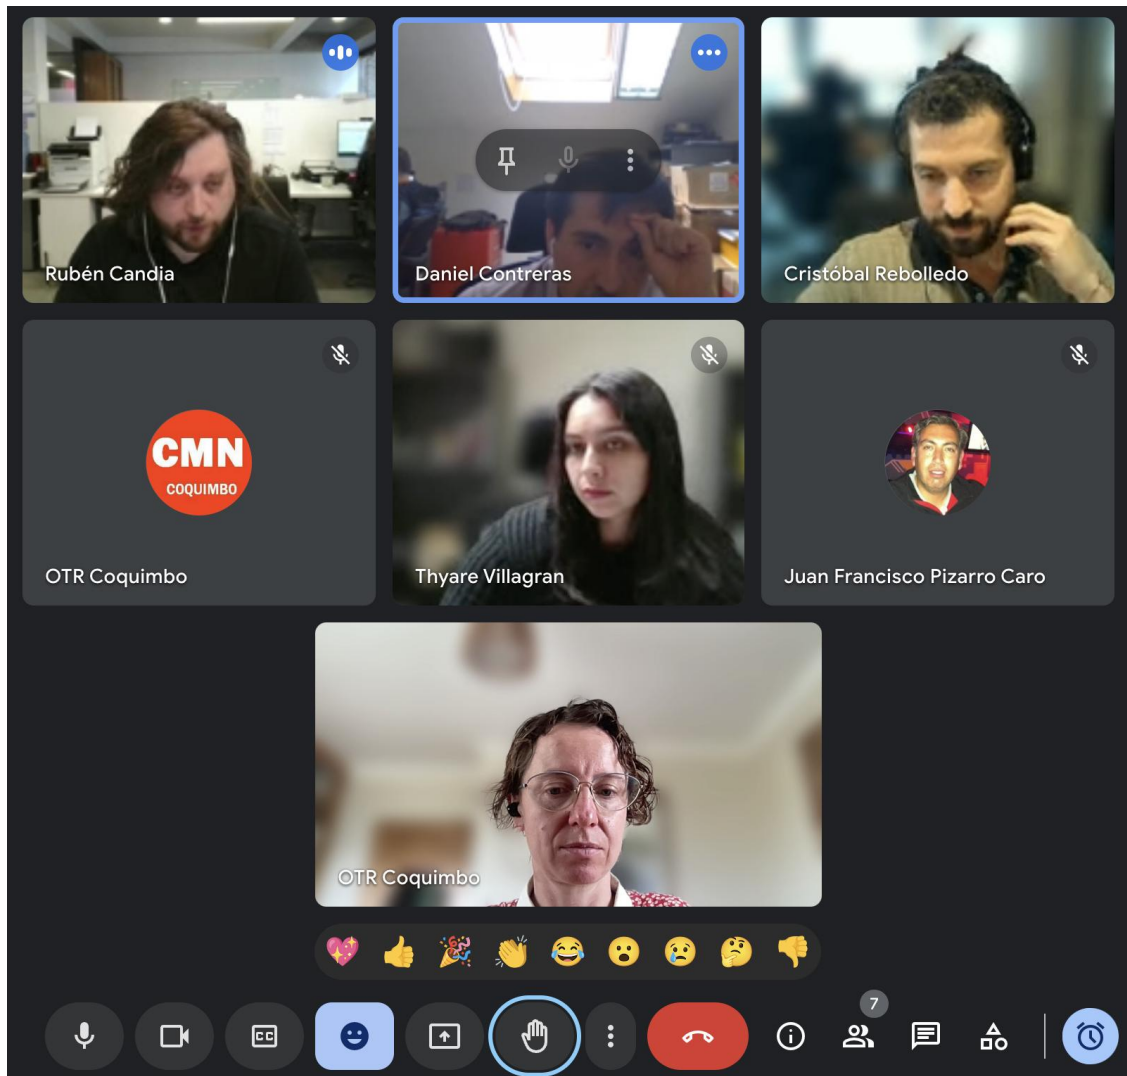 Rubén Candia
Daniel Contreras
Cristóbal Rebolledo
CMN
COQUIMBO
OTR Coquimbo
Thyare Villagran
Juan Francisco Pizarro Caro
OTR Coquimbo
CC
7